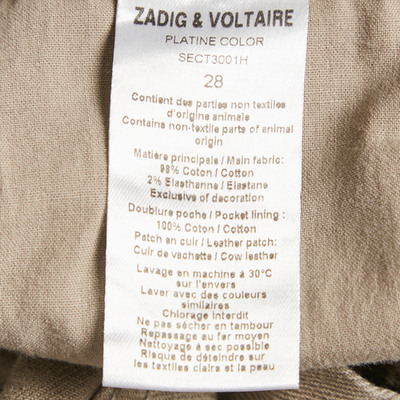 ZADIG & VOLTAIRE
PLATINE COLOR
SECT3001H
28
Contient des parties non textiles
d'origine animale
Contains non-textile parts of animal
origin
Matière principale / Main fabric:
98% Coton / Cotton
2% Elasthanne / Elastane
Exclusive of decoration
Doublure poche / Pocket lining :
100% Coton / Cotton
Patch en cuir / Leather patch:
Cuir de vachette / Cow leather
Lavage en machine à 30°C
sur l'envers
Laver avec des couleurs
similaires
Chlorage interdit
Ne pas sécher en tambour
Repassage au fer moyen
Nettoyage à sec possible
Risque de déteindre sur
les textiles clairs et la peau